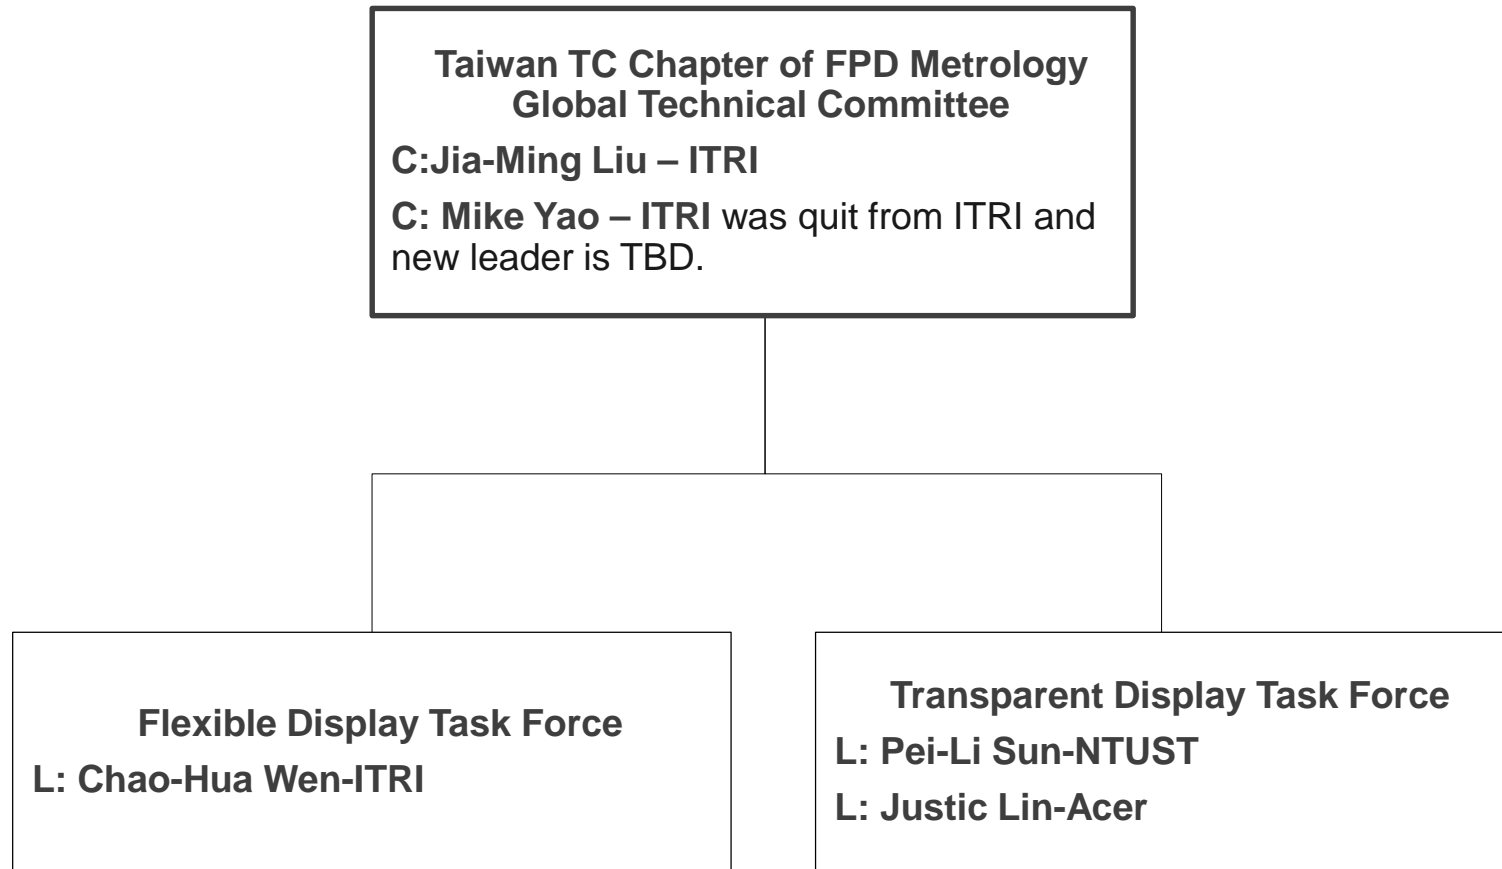 Taiwan TC Chapter of FPD Metrology
Global Technical Committee
C:Jia-Ming Liu – ITRI
C: Mike Yao – ITRI was quit from ITRI and
new leader is TBD.
Flexible Display Task Force
L: Chao-Hua Wen-ITRI
Transparent Display Task Force
L: Pei-Li Sun-NTUST
L: Justic Lin-Acer